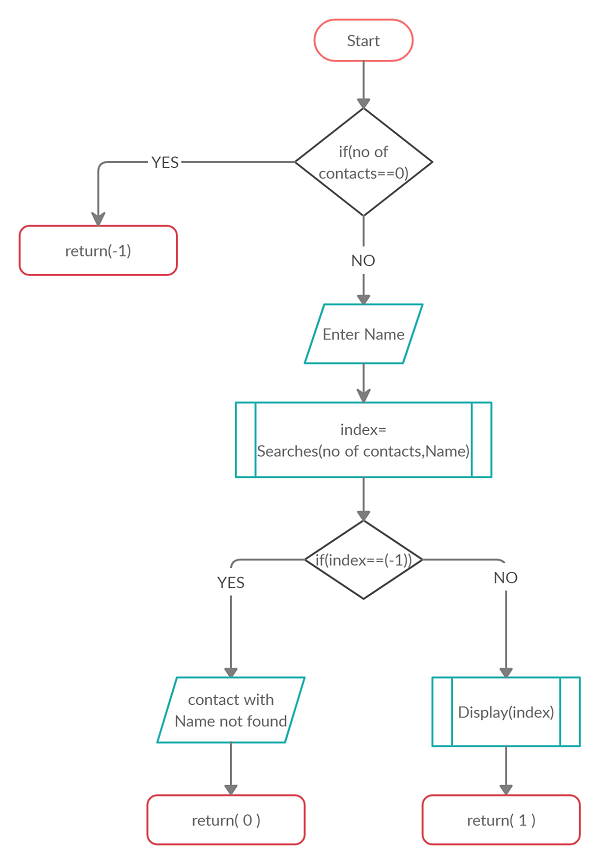 Start
if(no of
contacts==0)
YES
return(-1)
NO
Enter Name
index=
Searches(no of contacts,Name)
if(index==(-1))
YES
NO
contact with
Name not found
Display(index)
return( 0 )
return( 1 )